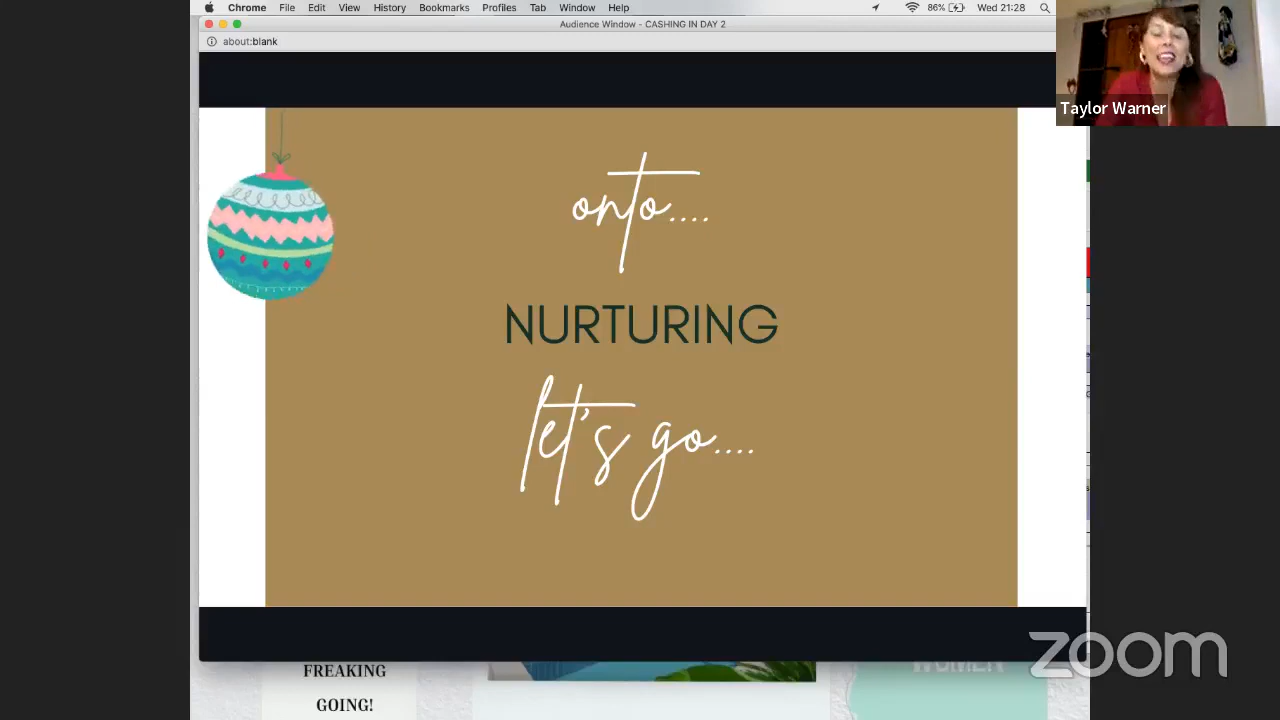 Chrome File Edit View History Bookmarks Profiles Tab Window Help 86% Wed 21:28
Audience Window - CASHING IN DAY 2
about:blank
Taylor Warner
onto....
NURTURING
let's go....
FREAKING
GOING!
WOMEN
zoom